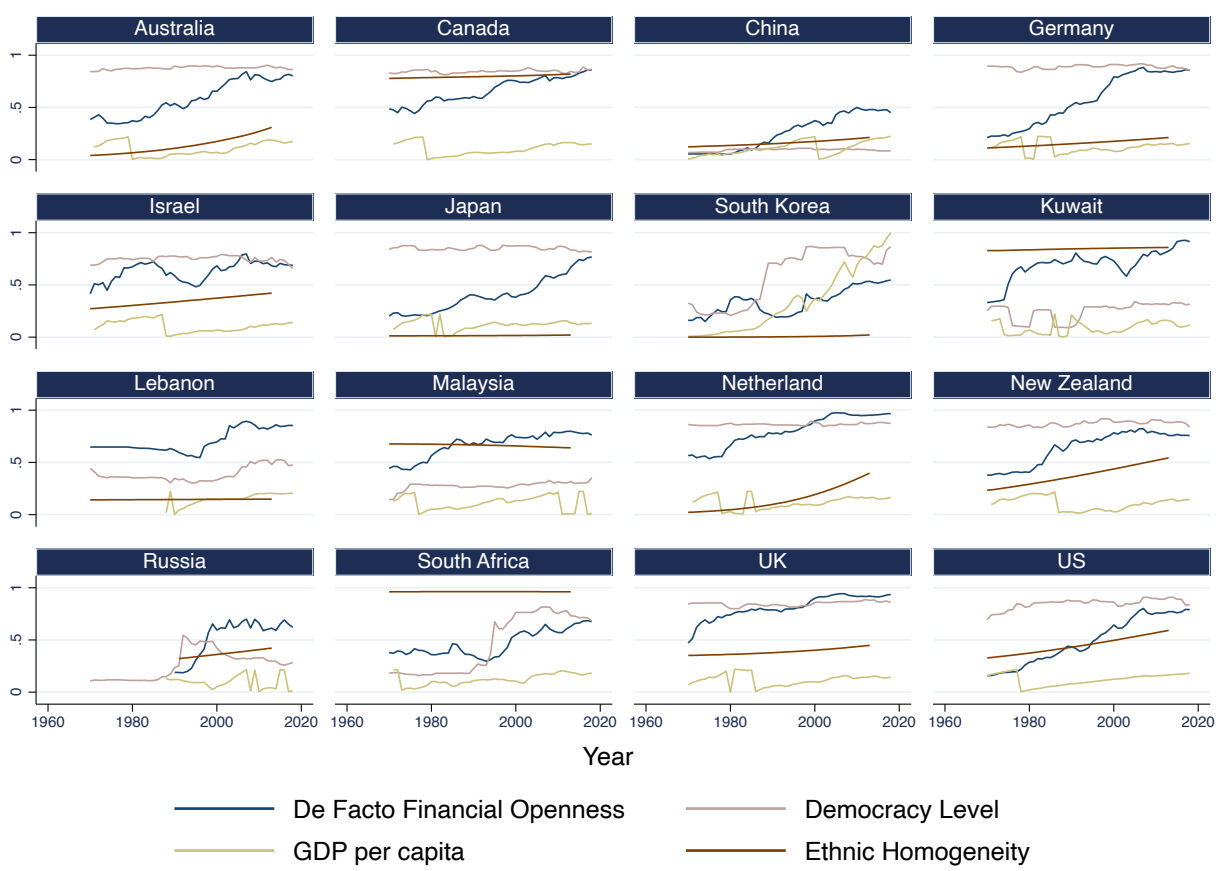 Australia Canada China Germany
1
.5
0
Israel Japan South Korea Kuwait
1
.5
0
Lebanon Malaysia Netherland New Zealand
1
.5
0
Russia South Africa UK US
1
.5
0
1960 1980 2000 2020 1960 1980 2000 2020 1960 1980 2000 2020 1960 1980 2000 2020
Year
De Facto Financial Openness Democracy Level
GDP per capita Ethnic Homogeneity